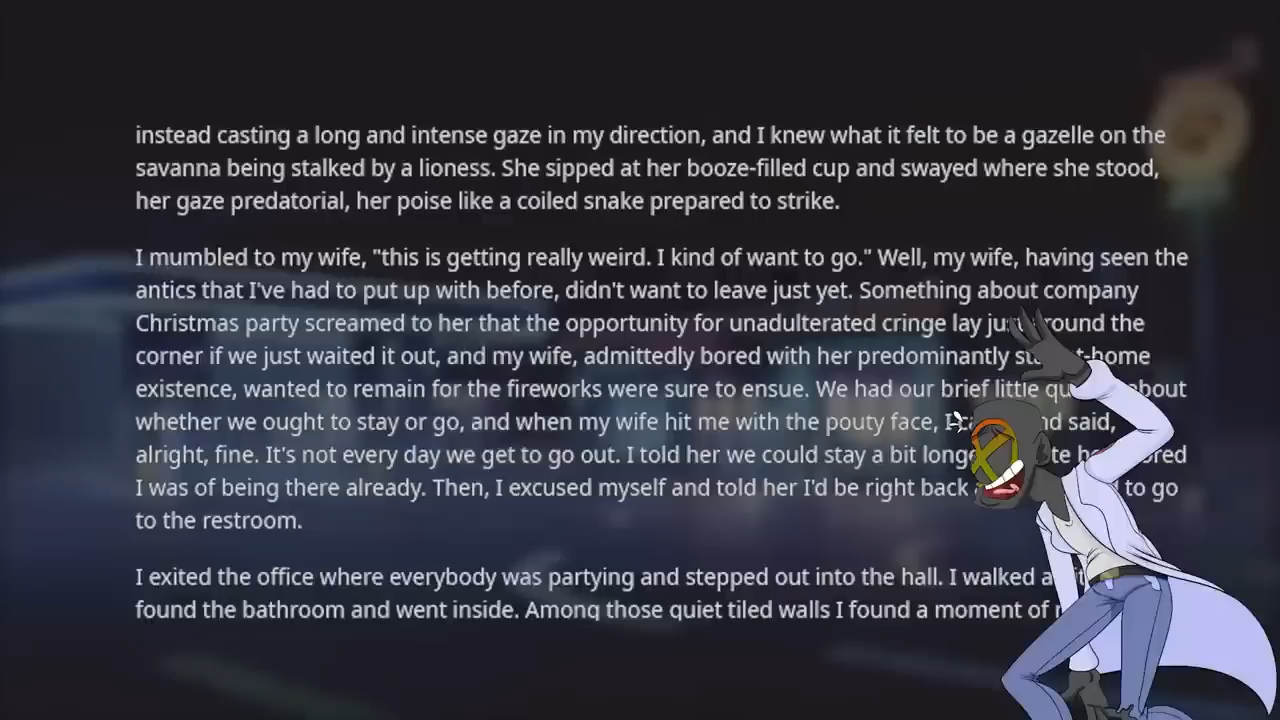 instead casting a long and intense gaze in my direction, and I knew what it felt to be a gazelle on the
savanna being stalked by a lioness. She sipped at her booze-filled cup and swayed where she stood,
her gaze predatorial, her poise like a coiled snake prepared to strike.
I mumbled to my wife, "this is getting really weird. I kind of want to go." Well, my wife, having seen the
antics that I've had to put up with before, didn't want to leave just yet. Something about company
Christmas party screamed to her that the opportunity for unadulterated cringe lay just around the
corner if we just waited it out, and my wife, admittedly bored with her predominantly
existence, wanted to remain for the fireworks were sure to ensue. We had our brief little about
whether we ought to stay or go, and when my wife hit me with the pouty face, I said,
alright, fine. It's not every day we get to go out. I told her we could stay a bit
I was of being there already. Then, I excused myself and told her I'd be right back to go
to the restroom.
I exited the office where everybody was partying and stepped out into the hall. I walked
found the bathroom and went inside. Among those quiet tiled walls I found a moment of